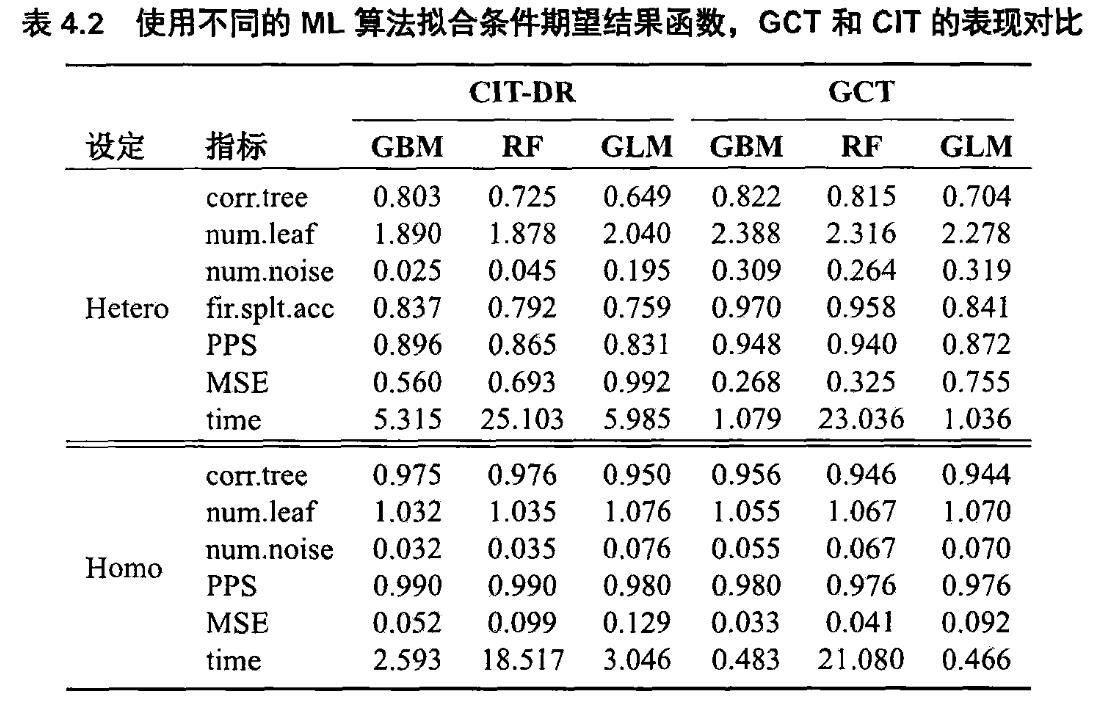 表 4.2 使用不同的 ML 算法拟合条件期望结果函数，GCT 和 CIT 的表现对比
CIT-DR GCT
设定 指标 GBM RF GLM GBM RF GLM
corr.tree 0.803 0.725 0.649 0.822 0.815 0.704
num.leaf 1.890 1.878 2.040 2.388 2.316 2.278
num.noise 0.025 0.045 0.195 0.309 0.264 0.319
Hetero fir.splt.acc 0.837 0.792 0.759 0.970 0.958 0.841
PPS 0.896 0.865 0.831 0.948 0.940 0.872
MSE 0.560 0.693 0.992 0.268 0.325 0.755
time 5.315 25.103 5.985 1.079 23.036 1.036
corr.tree 0.975 0.976 0.950 0.956 0.946 0.944
num.leaf 1.032 1.035 1.076 1.055 1.067 1.070
num.noise 0.032 0.035 0.076 0.055 0.067 0.070
Homo PPS 0.990 0.990 0.980 0.980 0.976 0.976
MSE 0.052 0.099 0.129 0.033 0.041 0.092
time 2.593 18.517 3.046 0.483 21.080 0.466